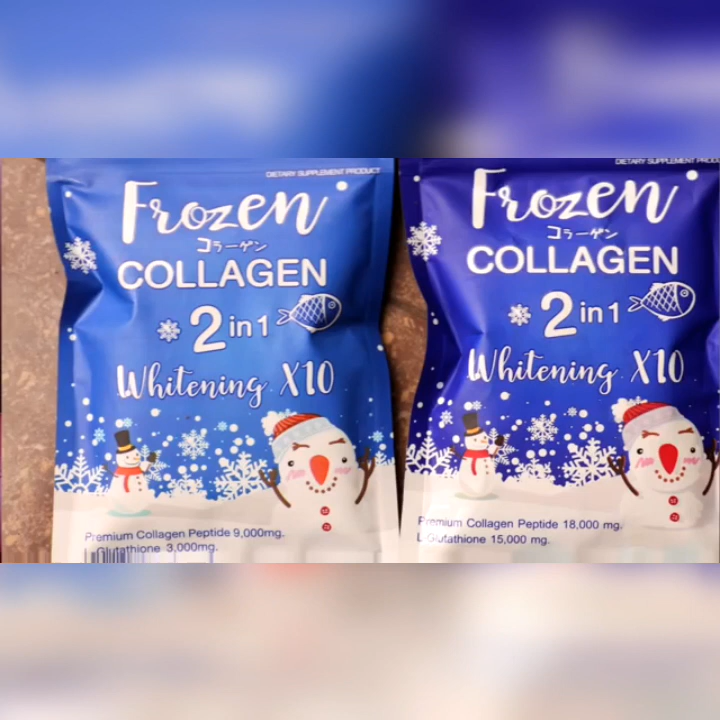 DIETARY SUPPLEMENT PRODUCT
Frozen
コラーゲン
COLLAGEN
2 in 1
Whitening X10
Premium Collagen Peptide 9,000mg.
L-Glutathione 3,000mg.
DIETARY SUPPLEMENT PRODU
Frozen
コラーゲン
COLLAGEN
2 in 1
Whitening X10
Premium Collagen Peptide 18,000 mg.
L-Glutathione 15,000 mg.